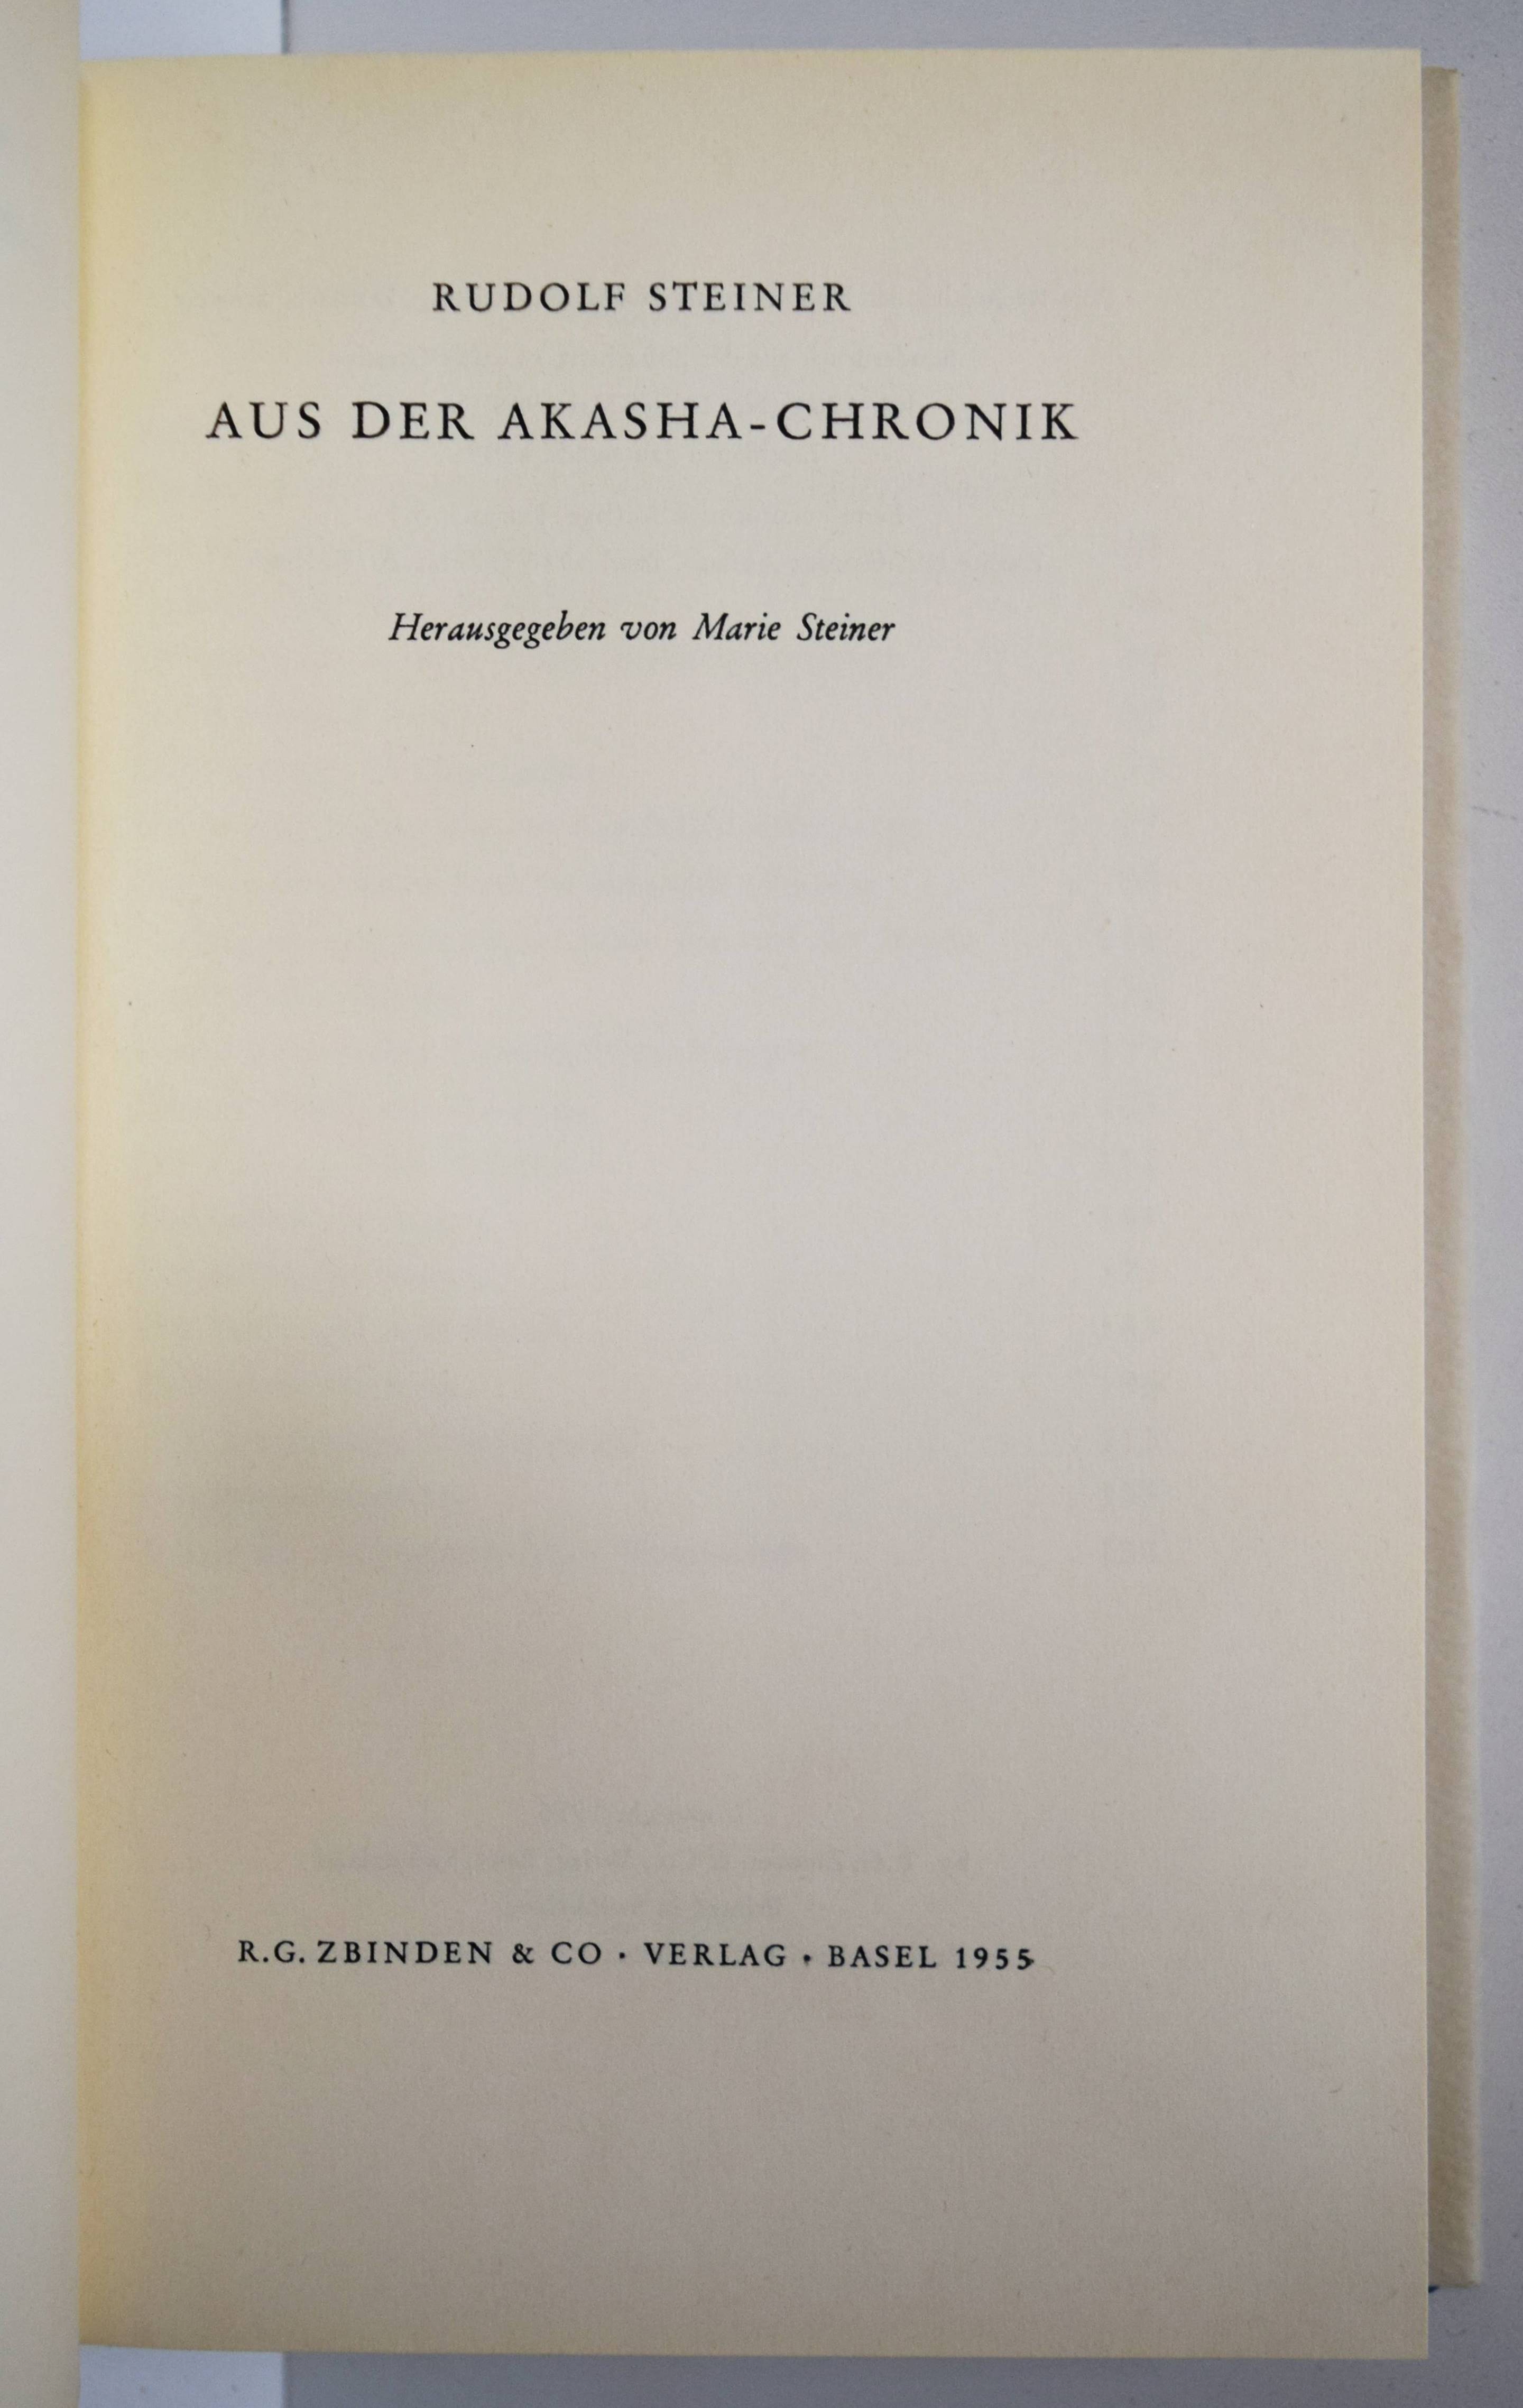 RUDOLF STEINER
AUS DER AKASHA-CHRONIK
Herausgegeben von Marie Steiner
R.G. ZBINDEN & CO · VERLAG · BASEL 1955